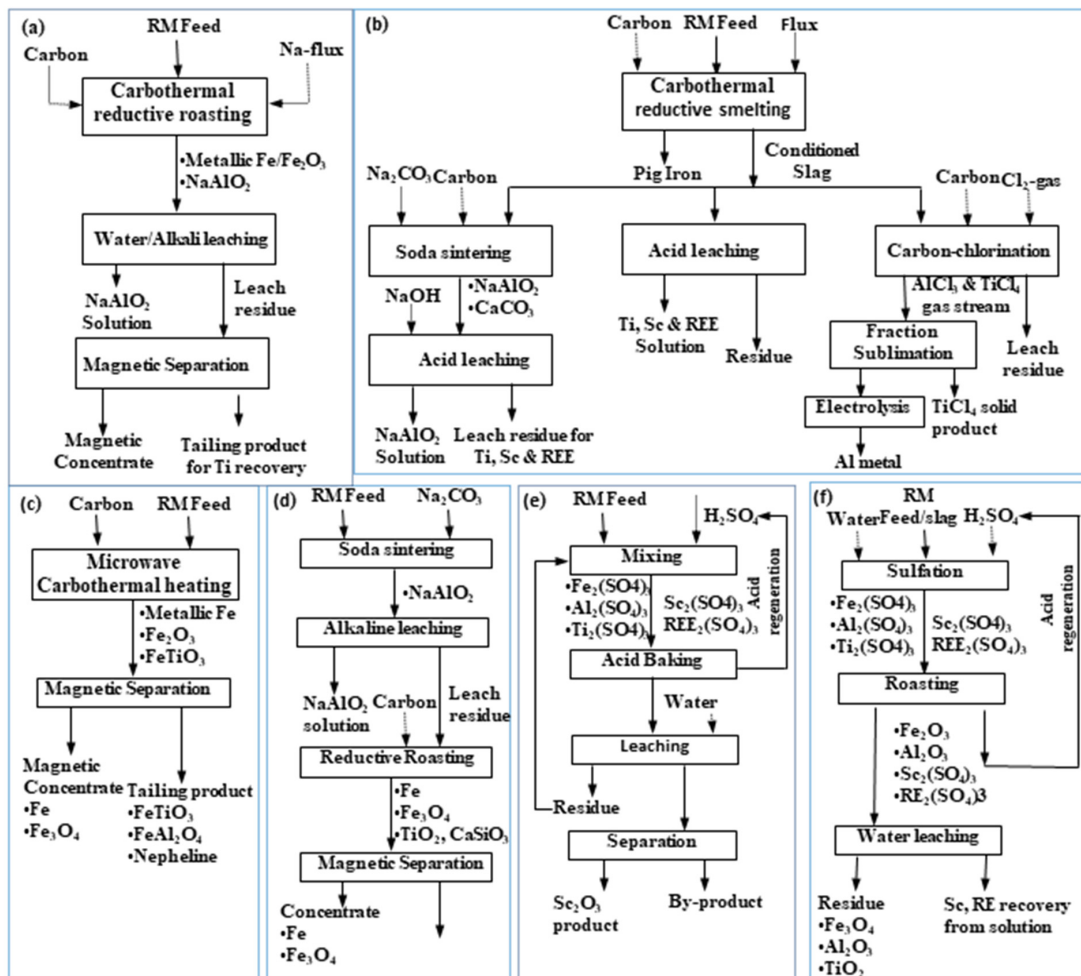 (a)
RM Feed
Carbon
Na-flux
Carbothermal
reductive roasting
•Metallic Fe/Fe₂O₃
•NaAlO₂
Water/Alkali leaching
NaAlO₂
Solution
Leach
residue
Magnetic Separation
Magnetic
Concentrate
Tailing product
for Ti recovery
(b)
Carbon RM Feed Flux
Carbothermal
reductive smelting
Pig Iron
Conditioned
Slag
Na₂CO₃ Carbon
Carbon Cl₂-gas
Soda sintering
Acid leaching
Carbon-chlorination
NaOH
•NaAlO₂
•CaCO₃
Ti, Sc & REE
Solution
Residue
AlCl₃ & TiCl₄
gas stream
Fraction
Sublimation
Leach
residue
Acid leaching
Electrolysis
TiCl₄ solid
product
NaAlO₂
Solution
Leach residue for
Ti, Sc & REE
Al metal
(c)
Carbon RM Feed
Microwave
Carbothermal heating
•Metallic Fe
•Fe₂O₃
•FeTiO₃
Magnetic Separation
Magnetic
Concentrate
•Fe
•Fe₃O₄
Tailing product
•FeTiO₃
•FeAl₂O₄
•Nepheline
(d)
RM Feed Na₂CO₃
Soda sintering
•NaAlO₂
Alkaline leaching
NaAlO₂
solution
Carbon
Leach
residue
Reductive Roasting
•Fe
•Fe₃O₄
•TiO₂, CaSiO₃
Magnetic Separation
Concentrate
•Fe
•Fe₃O₄
(e)
RM Feed
H₂SO₄
Mixing
•Fe₂(SO4)₃
•Al₂(SO₄)₃
•Ti₂(SO4)₃
Sc₂(SO4)₃
REE₂(SO₄)₃
Acid
regeneration
Acid Baking
Water
Leaching
Residue
Separation
Sc₂O₃
product
By-product
(f)
RM
Water Feed/slag H₂SO₄
Sulfation
•Fe₂(SO4)₃
•Al₂(SO₄)₃
•Ti₂(SO4)₃
Sc₂(SO4)₃
REE₂(SO₄)₃
Acid
regeneration
Roasting
•Fe₂O₃
•Al₂O₃
•Sc₂(SO₄)₃
•RE₂(SO₄)3
Water leaching
Residue
•Fe₃O₄
•Al₂O₃
•TiO₂
Sc, RE recovery
from solution